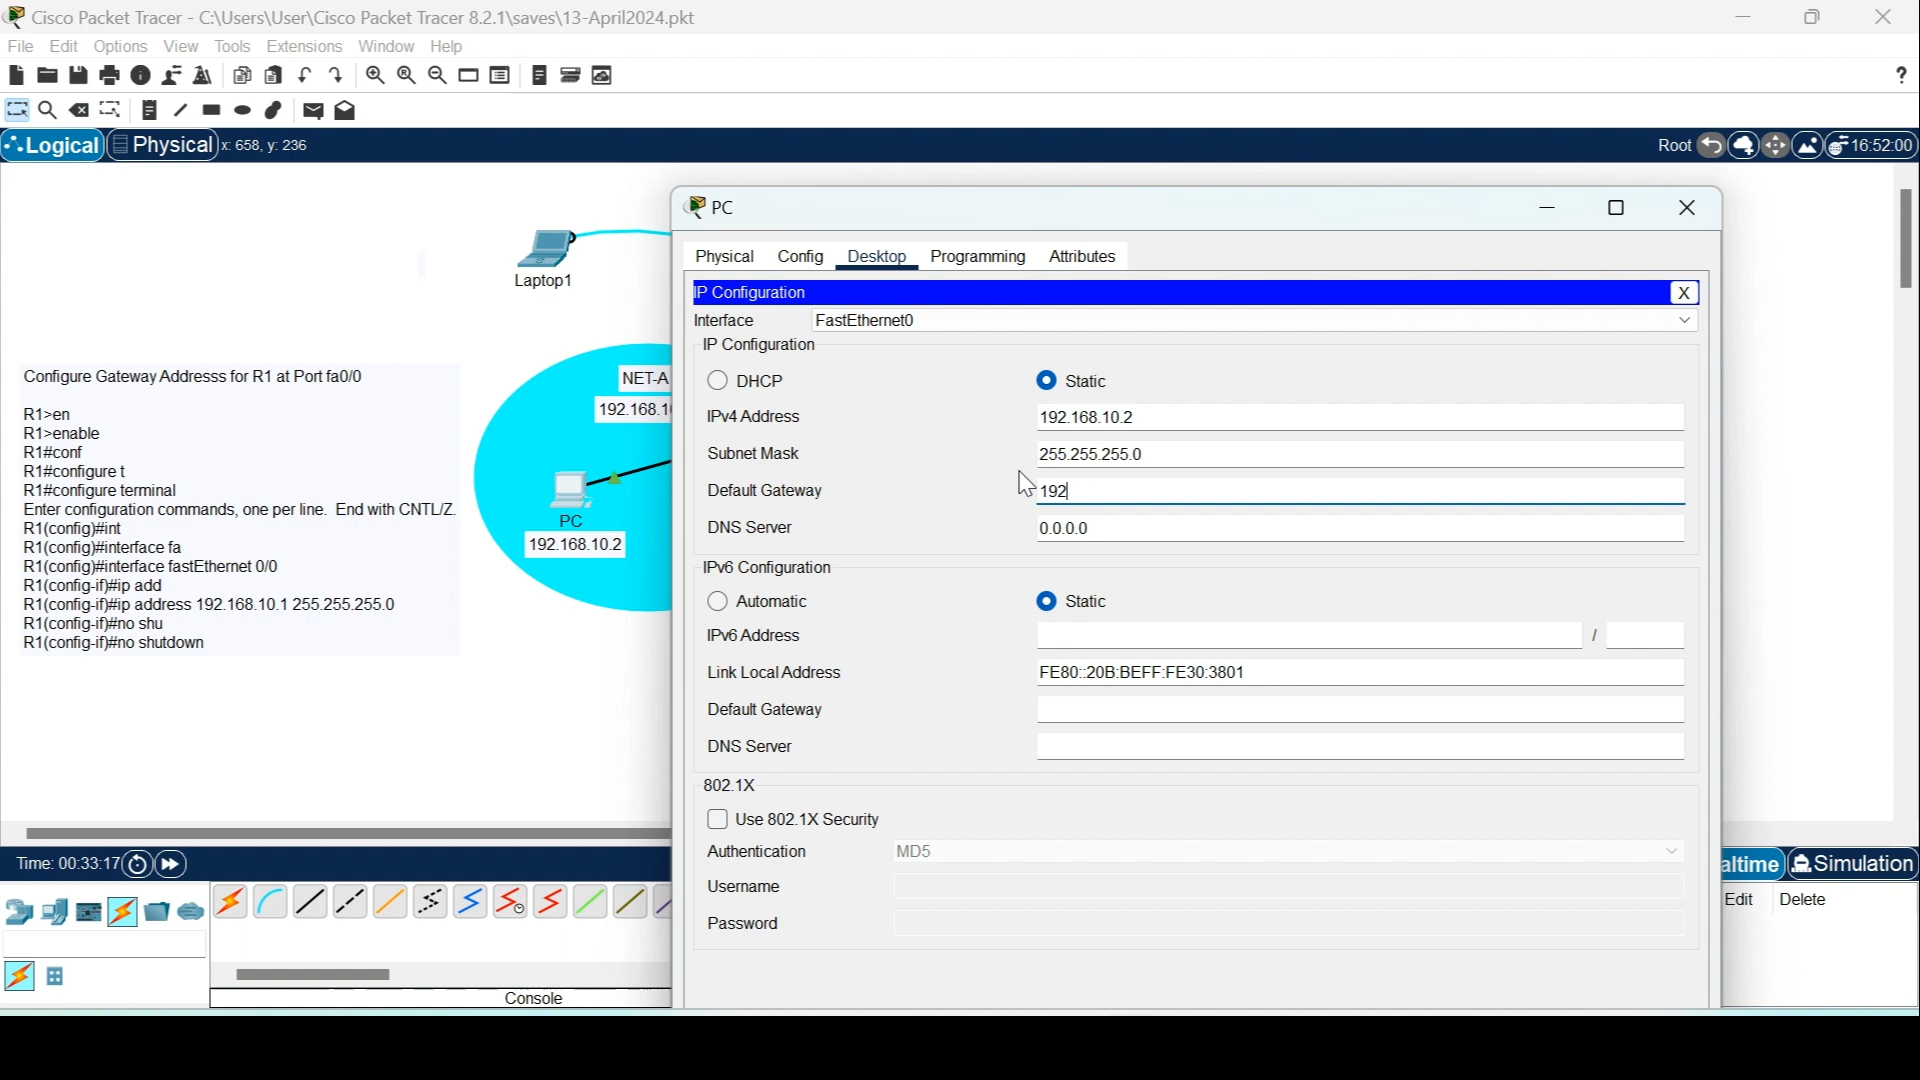 Cisco Packet Tracer - C:\Users\User\Cisco Packet Tracer 8.2.1\saves\13-April2024.pkt
File Edit Options View Tools Extensions Window Help
?
Logical Physical x: 658, y: 236 Root 16:52:00
Laptop1
Configure Gateway Addresss for R1 at Port fa0/0
R1>en
R1>enable
R1#conf
R1#configure t
R1#configure terminal
Enter configuration commands, one per line. End with CNTL/Z.
R1(config)#int
R1(config)#interface fa
R1(config)#interface fastEthernet 0/0
R1(config-if)#ip add
R1(config-if)#ip address 192.168.10.1 255.255.255.0
R1(config-if)#no shu
R1(config-if)#no shutdown
NET-A
192.168.1
PC
192.168.10.2
PC
Physical Config Desktop Programming Attributes
IP Configuration X
Interface FastEthernet0
IP Configuration
DHCP Static
IPv4 Address 192.168.10.2
Subnet Mask 255.255.255.0
Default Gateway 192
DNS Server 0.0.0.0
IPv6 Configuration
Automatic Static
IPv6 Address /
Link Local Address FE80::20B:BEFF:FE30:3801
Default Gateway
DNS Server
802.1X
Use 802.1X Security
Authentication MD5
Username
Password
Time: 00:33:17 altime Simulation
Edit Delete
Console